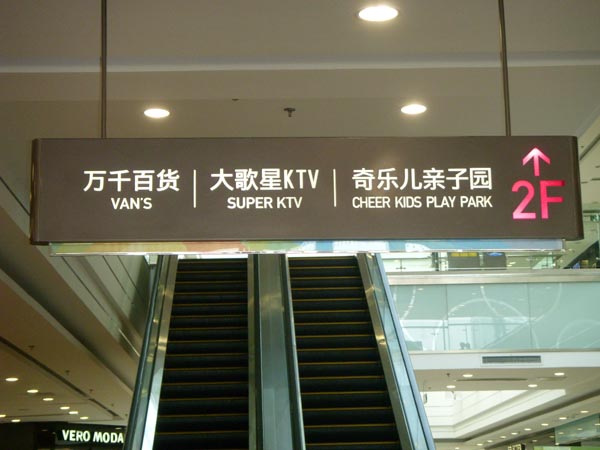 万千百货 | 大歌星KTV | 奇乐儿亲子园
VAN'S SUPER KTV CHEER KIDS PLAY PARK
↑
2F
VERO MODA